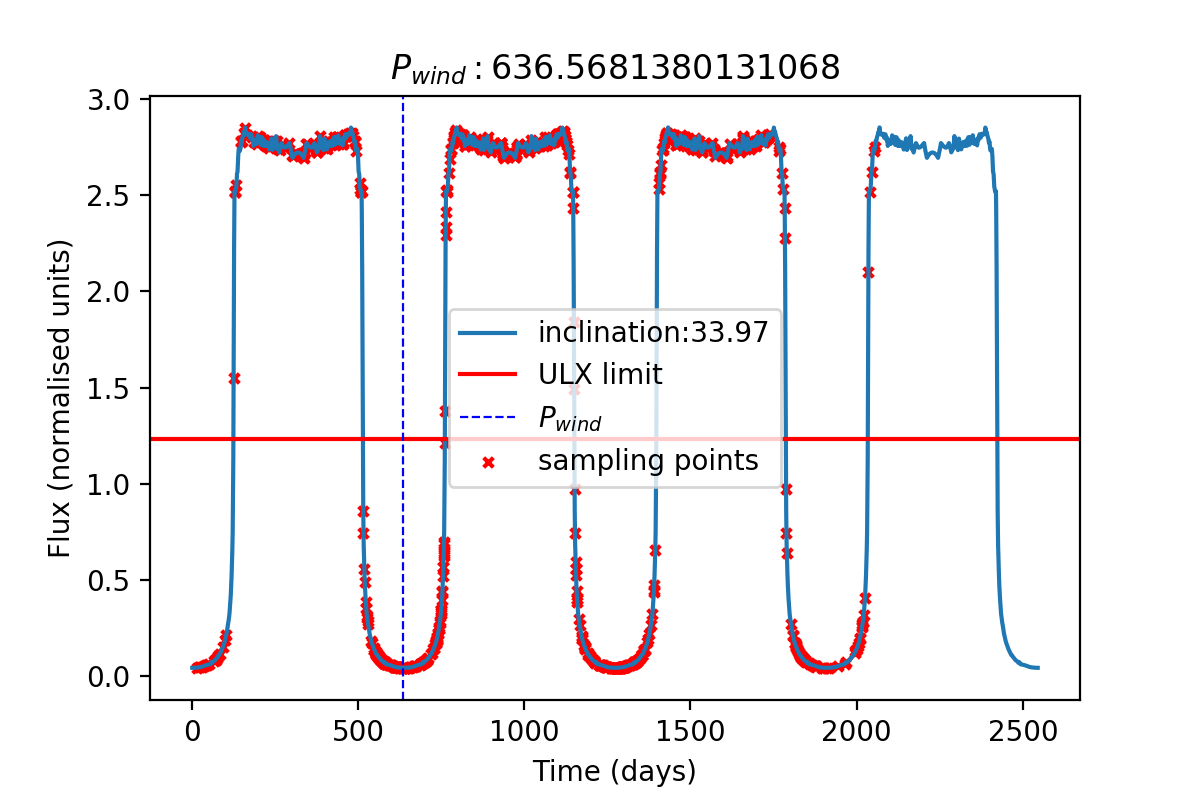 P_wind : 636.5681380131068
3.0
2.5
2.0
1.5
1.0
0.5
0.0
Flux (normalised units)
inclination:33.97
ULX limit
P_wind
sampling points
0 500 1000 1500 2000 2500
Time (days)